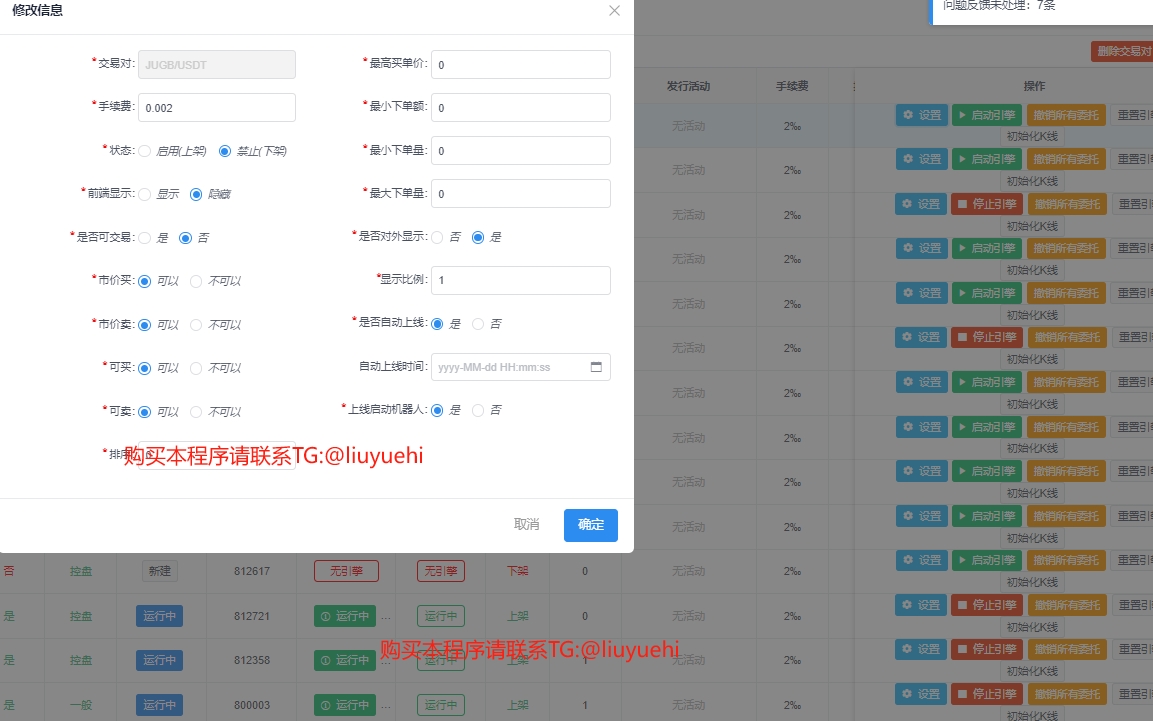 修改信息
问题反馈未处理：7条
删除交易对
*交易对: JUGB/USDT
*最高买单价: 0
*手续费: 0.002
*最小下单额: 0
*状态: 启用(上架) 禁止(下架)
*最小下单量: 0
*前端显示: 显示 隐藏
*最大下单量: 0
*是否可交易: 是 否
*是否对外显示: 否 是
*市价买: 可以 不可以
*显示比例: 1
*市价卖: 可以 不可以
*是否自动上线: 是 否
*可买: 可以 不可以
自动上线时间: yyyy-MM-dd HH:mm:ss
*可卖: 可以 不可以
*上线启动机器人: 是 否
*排序
购买本程序请联系TG:@liuyuehi
取消 确定
发行活动 手续费 操作
无活动 2‰ 设置 启动引擎 撤销所有委托 重置引
初始化K线
无活动 2‰ 设置 启动引擎 撤销所有委托 重置引
初始化K线
无活动 2‰ 设置 停止引擎 撤销所有委托 重置引
初始化K线
无活动 2‰ 设置 启动引擎 撤销所有委托 重置引
初始化K线
无活动 2‰ 设置 启动引擎 撤销所有委托 重置引
初始化K线
无活动 2‰ 设置 停止引擎 撤销所有委托 重置引
初始化K线
无活动 2‰ 设置 启动引擎 撤销所有委托 重置引
初始化K线
无活动 2‰ 设置 启动引擎 撤销所有委托 重置引
初始化K线
无活动 2‰ 设置 启动引擎 撤销所有委托 重置引
初始化K线
无活动 2‰ 设置 启动引擎 撤销所有委托 重置引
初始化K线
否 控盘 新建 812617 无引擎 无引擎 下架 0 无活动 2‰ 设置 启动引擎 撤销所有委托 重置引
初始化K线
是 控盘 运行中 812721 运行中 ... 运行中 上架 0 无活动 2‰ 设置 停止引擎 撤销所有委托 重置引
初始化K线
购买本程序请联系TG:@liuyuehi
是 控盘 运行中 812358 运行中 ... 运行中 上架 1 无活动 2‰ 设置 停止引擎 撤销所有委托 重置引
初始化K线
是 一般 运行中 800003 运行中 ... 运行中 上架 1 无活动 2‰ 设置 停止引擎 撤销所有委托 重置引
初始化K线